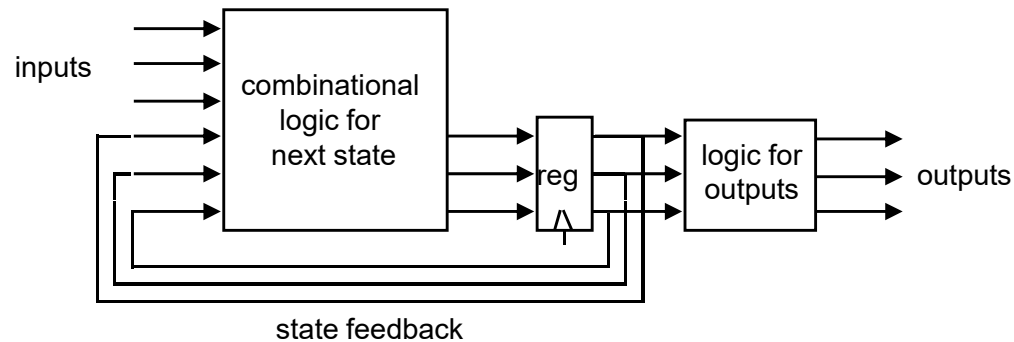 inputs
combinational
logic for
next state
reg
logic for
outputs
outputs
state feedback